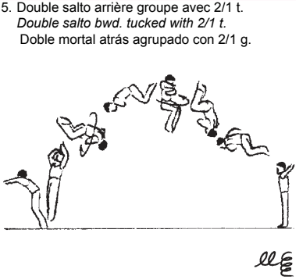 5. Double salto arrière groupe avec 2/1 t.
Double salto bwd. tucked with 2/1 t.
Doble mortal atrás agrupado con 2/1 g.